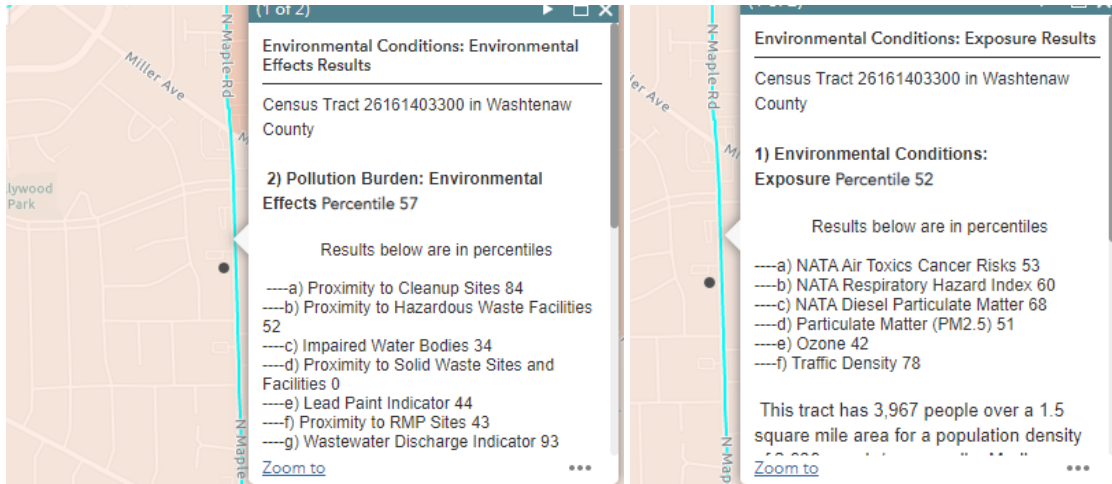 (1 of 2)
Environmental Conditions: Environmental
Effects Results
Census Tract 26161403300 in Washtenaw
County
2) Pollution Burden: Environmental
Effects Percentile 57
Results below are in percentiles
----a) Proximity to Cleanup Sites 84
----b) Proximity to Hazardous Waste Facilities
52
----c) Impaired Water Bodies 34
----d) Proximity to Solid Waste Sites and
Facilities 0
----e) Lead Paint Indicator 44
----f) Proximity to RMP Sites 43
----g) Wastewater Discharge Indicator 93
Zoom to
N Maple Rd
Miller Ave
M
lywood
Park
N Maple
Environmental Conditions: Exposure Results
Census Tract 26161403300 in Washtenaw
County
1) Environmental Conditions:
Exposure Percentile 52
Results below are in percentiles
----a) NATA Air Toxics Cancer Risks 53
----b) NATA Respiratory Hazard Index 60
----c) NATA Diesel Particulate Matter 68
----d) Particulate Matter (PM2.5) 51
----e) Ozone 42
----f) Traffic Density 78
This tract has 3,967 people over a 1.5
square mile area for a population density
Zoom to
N Maple Rd
er Ave
M
N Map